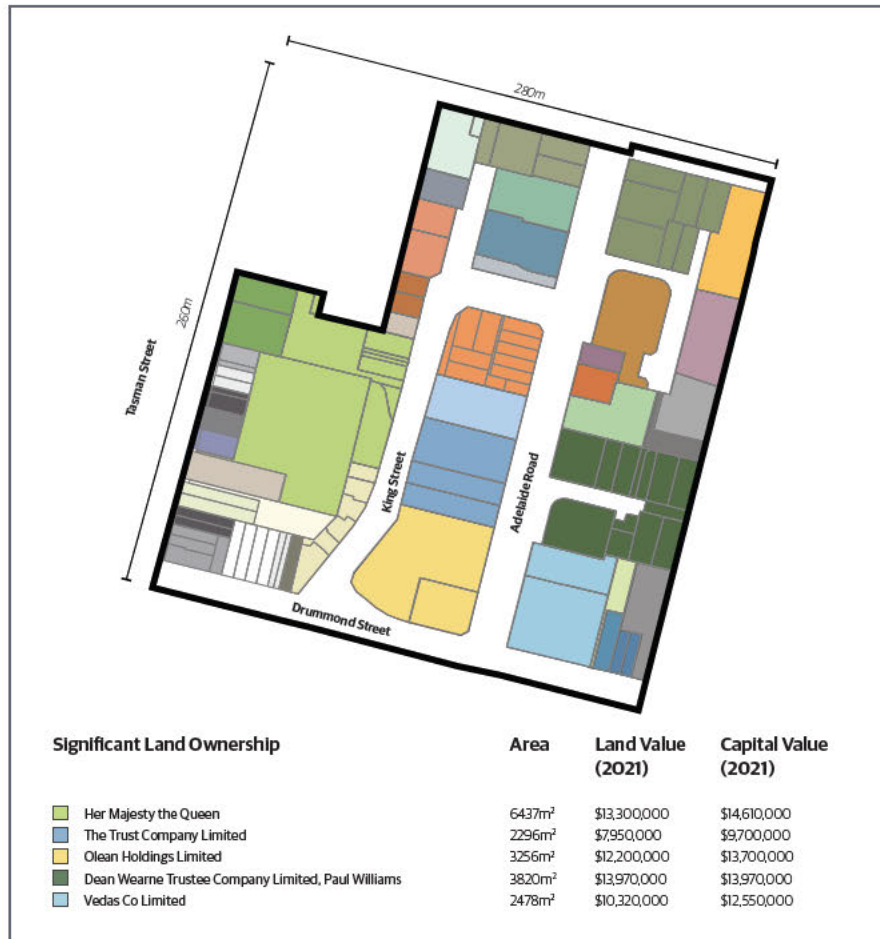 280m
260m
Tasman Street
King Street
Adelaide Road
Drummond Street
Significant Land Ownership Area Land Value (2021) Capital Value (2021)
Her Majesty the Queen 6437m² $13,300,000 $14,610,000
The Trust Company Limited 2296m² $7,950,000 $9,700,000
Olean Holdings Limited 3256m² $12,200,000 $13,700,000
Dean Wearne Trustee Company Limited, Paul Williams 3820m² $13,970,000 $13,970,000
Vedas Co Limited 2478m² $10,320,000 $12,550,000